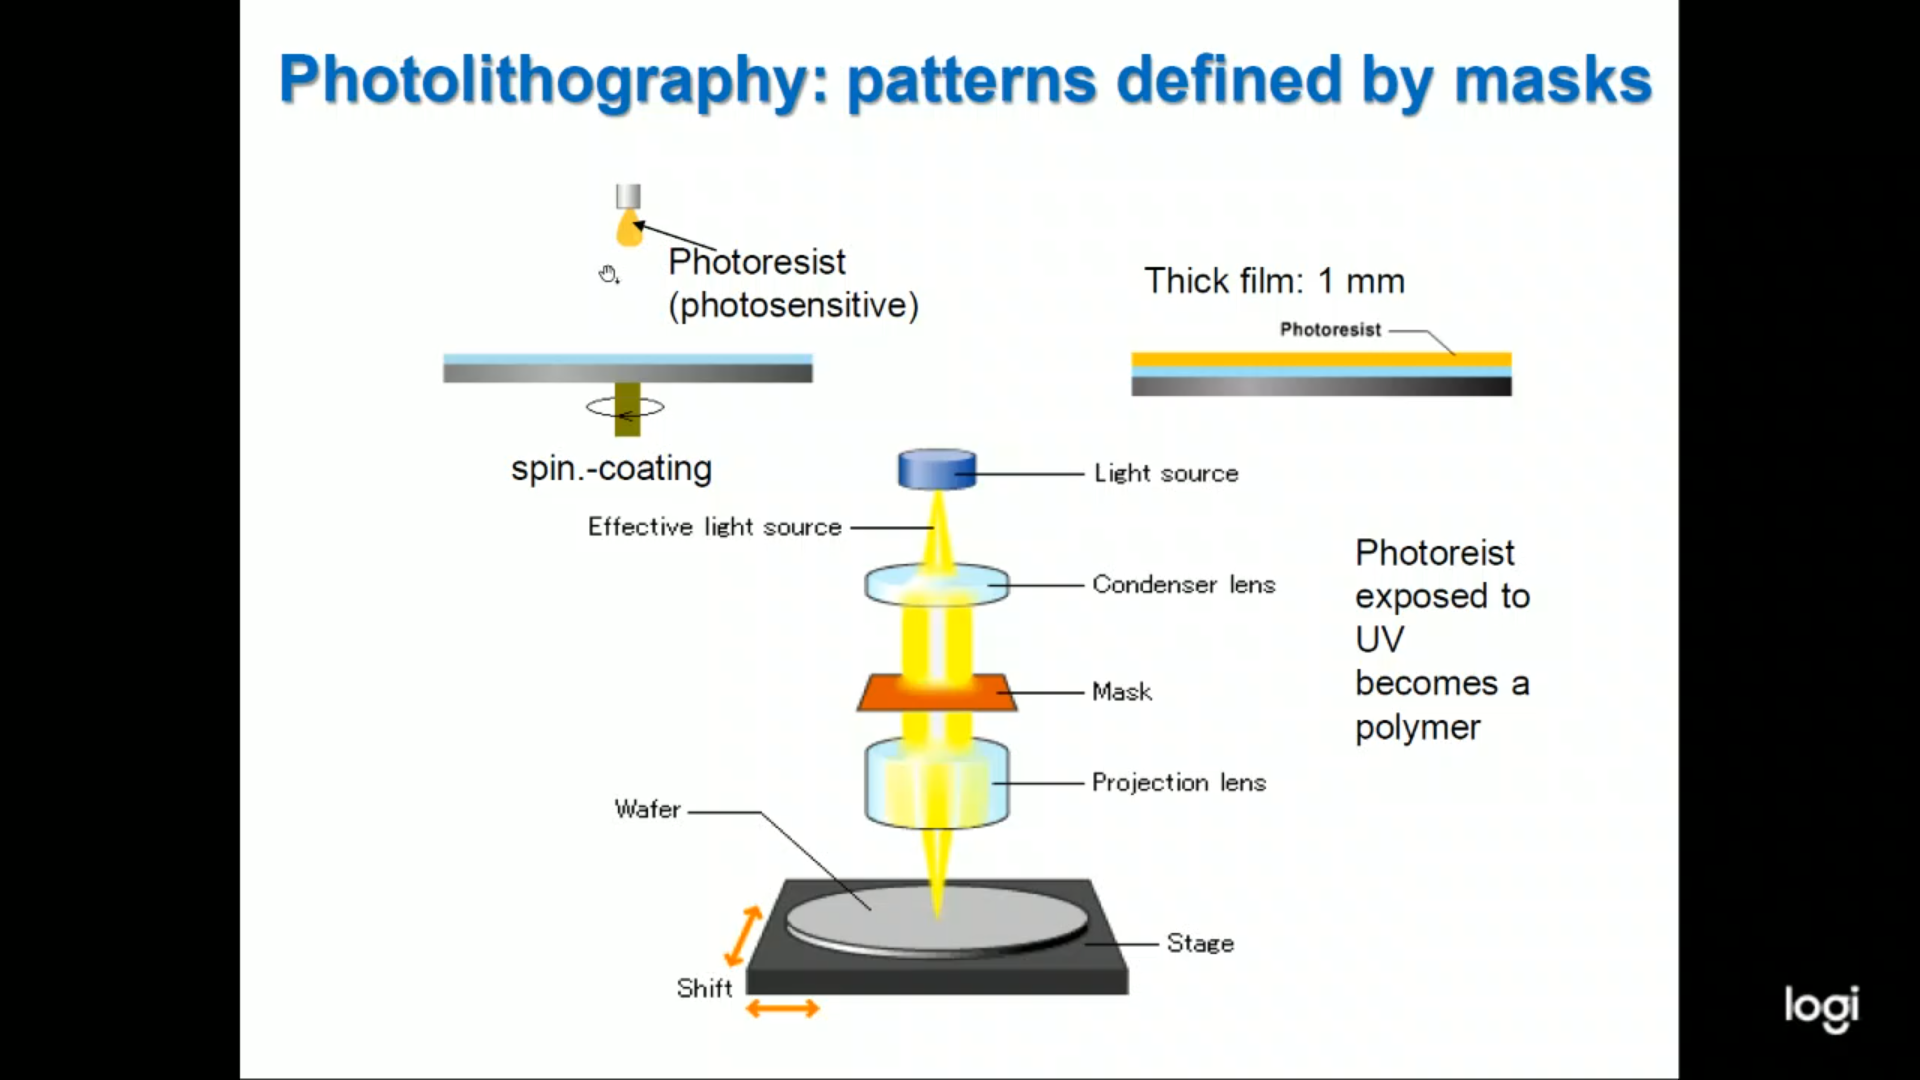 Photolithography: patterns defined by masks
Photoresist
(photosensitive)
Thick film: 1 mm
Photoresist
spin.-coating
Light source
Effective light source
Condenser lens
Photoreist
exposed to
UV
becomes a
polymer
Mask
Projection lens
Wafer
Stage
Shift
logi